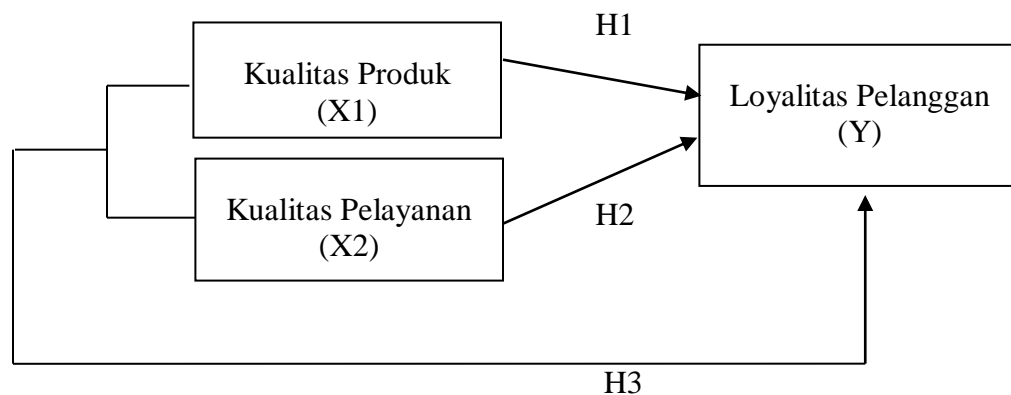 H1
Kualitas Produk
(X1)
Loyalitas Pelanggan
(Y)
Kualitas Pelayanan
(X2)
H2
H3